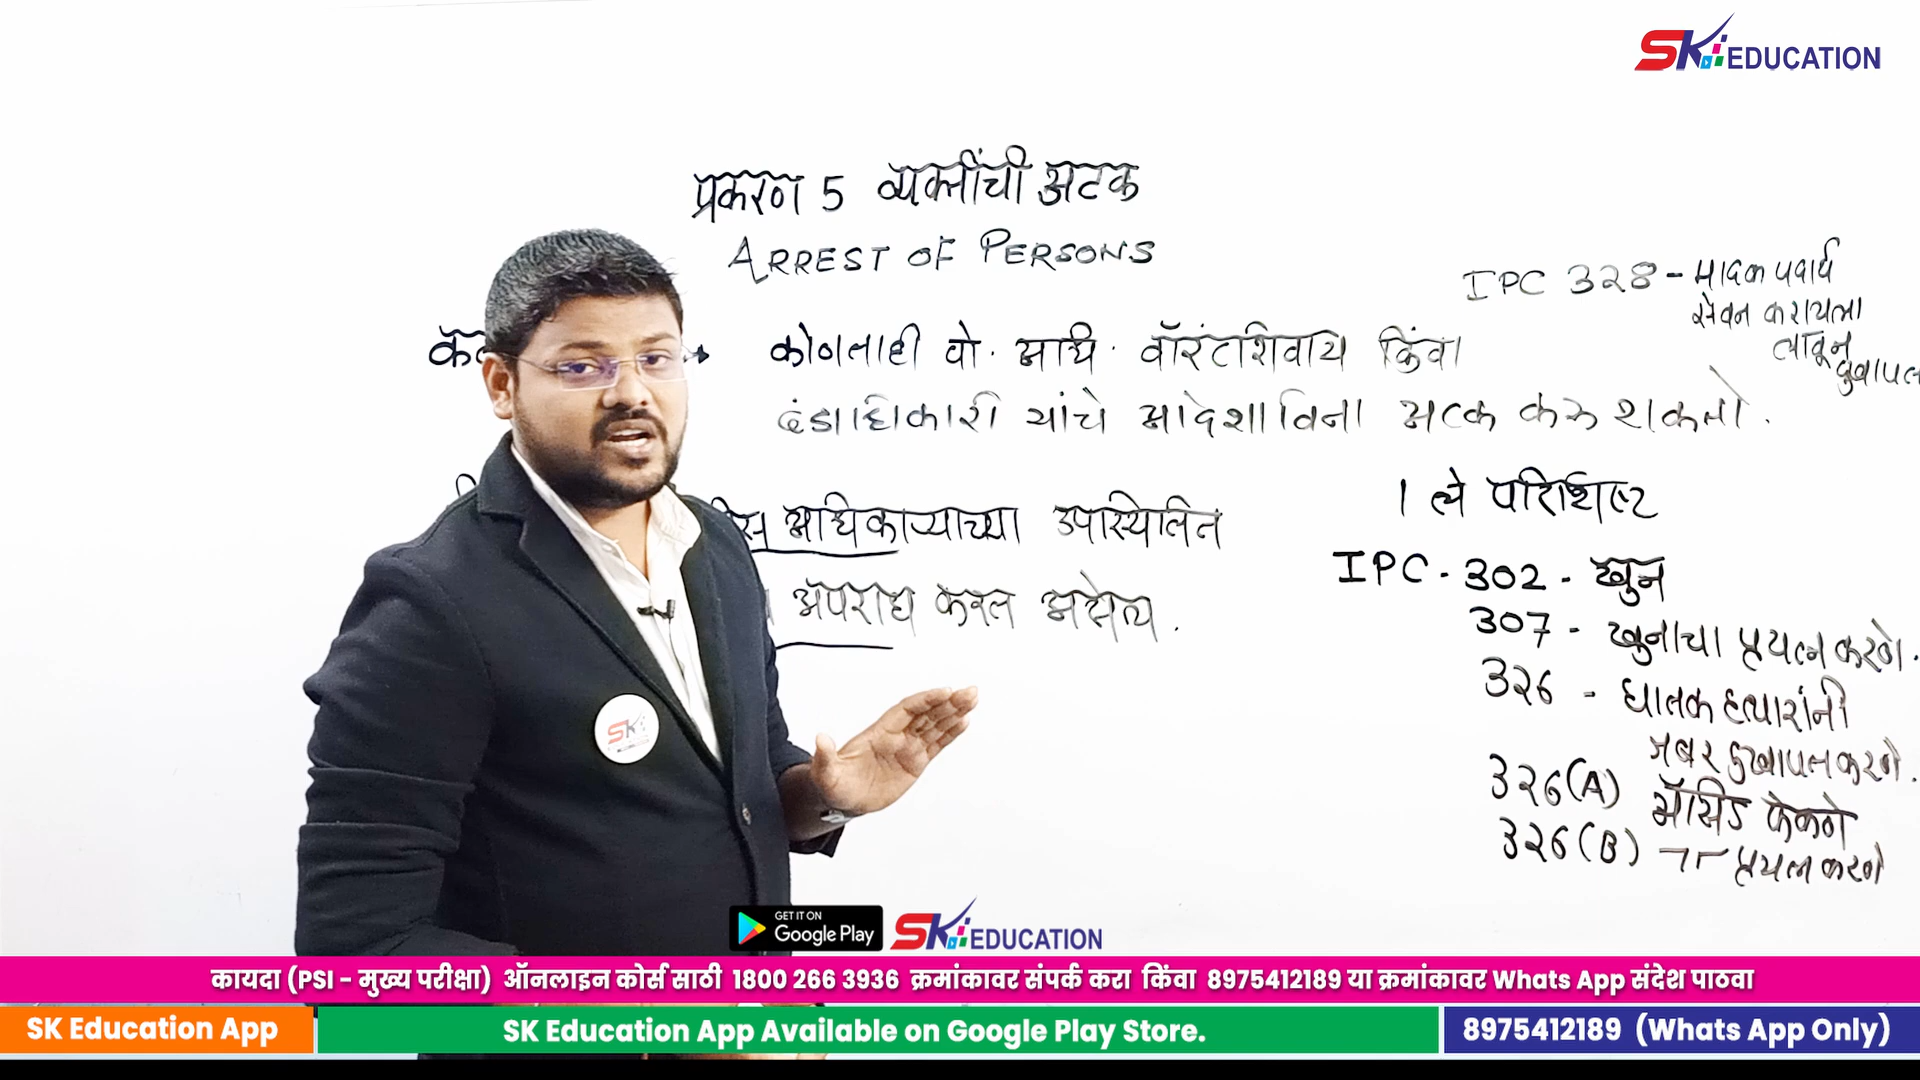 SK EDUCATION
प्रकरण 5 व्यक्तींची अटक
ARREST OF PERSONS
कोणताही पो. अधि. वॉरंटशिवाय किंवा
दंडाधिकारी यांचे आदेशाविना अटक करू शकतो.
अधिकाऱ्याच्या उपस्थितीत
अपराध करेल असेल.
IPC 328 - मादक पदार्थ
सेवन करायला
लावून
दुखापत
1 ले परिशिष्ट
IPC - 302 - खुन
307 - खुनाचा प्रयत्न करणे.
326 - घातक हत्यारांनी
जबर दुखापत करणे.
326(A) ॲसिड फेकणे
326(B) प्रयत्न करणे
SK
GET IT ON
Google Play
SK EDUCATION
कायदा (PSI - मुख्य परीक्षा) ऑनलाइन कोर्स साठी 1800 266 3936 क्रमांकावर संपर्क करा किंवा 8975412189 या क्रमांकावर Whats App संदेश पाठवा
SK Education App
SK Education App Available on Google Play Store.
8975412189 (Whats App Only)